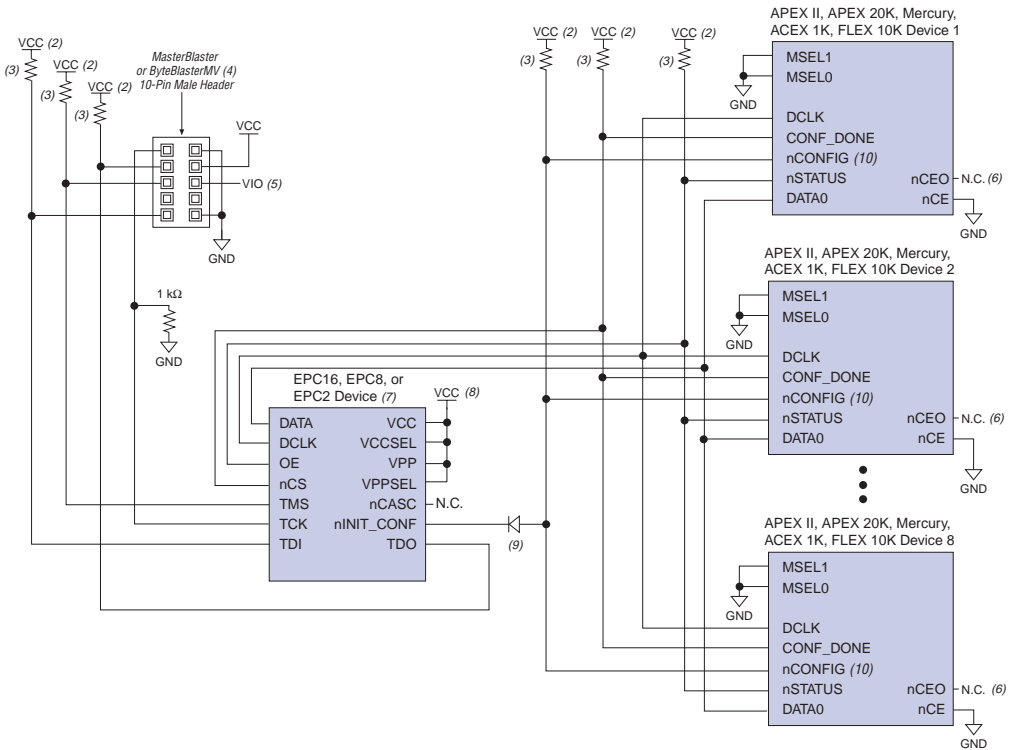 VCC (2)
(3)
VCC (2)
(3)
VCC (2)
(3)
MasterBlaster
or ByteBlasterMV (4)
10-Pin Male Header
VCC
VIO (5)
GND
1 kΩ
GND
EPC16, EPC8, or
EPC2 Device (7)
VCC (8)
DATA
DCLK
OE
nCS
TMS
TCK
TDI
VCC
VCCSEL
VPP
VPPSEL
nCASC
N.C.
nINIT_CONF
TDO
(9)
VCC (2)
(3)
VCC (2)
(3)
VCC (2)
(3)
APEX II, APEX 20K, Mercury,
ACEX 1K, FLEX 10K Device 1
MSEL1
MSEL0
GND
DCLK
CONF_DONE
nCONFIG (10)
nSTATUS
DATA0
nCEO
N.C. (6)
nCE
GND
APEX II, APEX 20K, Mercury,
ACEX 1K, FLEX 10K Device 2
MSEL1
MSEL0
GND
DCLK
CONF_DONE
nCONFIG (10)
nSTATUS
DATA0
nCEO
N.C. (6)
nCE
GND
APEX II, APEX 20K, Mercury,
ACEX 1K, FLEX 10K Device 8
MSEL1
MSEL0
GND
DCLK
CONF_DONE
nCONFIG (10)
nSTATUS
DATA0
nCEO
N.C. (6)
nCE
GND